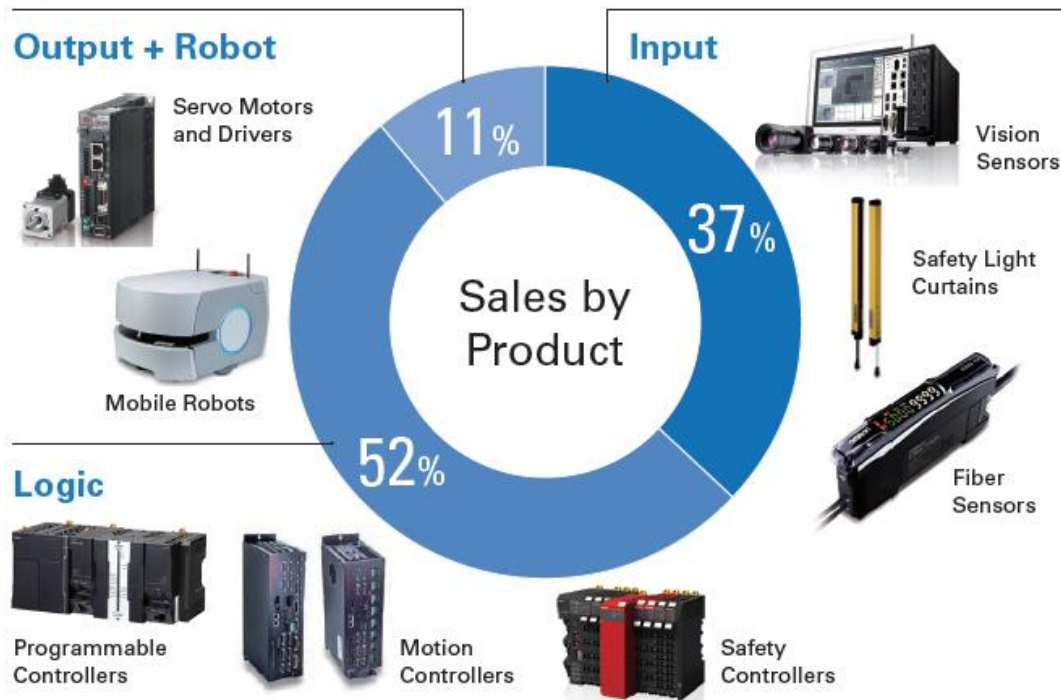 Output + Robot
Servo Motors
and Drivers
Mobile Robots
11%
Input
Vision
Sensors
37%
Safety Light
Curtains
Fiber
Sensors
Sales by
Product
52%
Logic
Programmable
Controllers
Motion
Controllers
Safety
Controllers